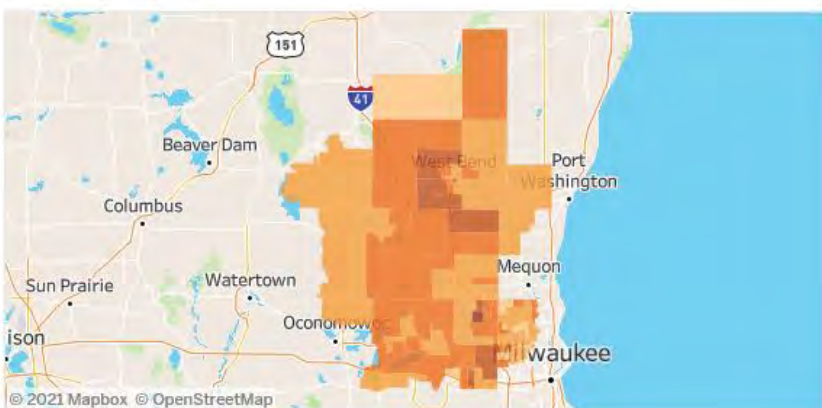 151
41
Beaver Dam
West Bend
Port
Washington
Columbus
Mequon
Sun Prairie
Watertown
ison
Oconomowoc
Milwaukee
© 2021 Mapbox © OpenStreetMap